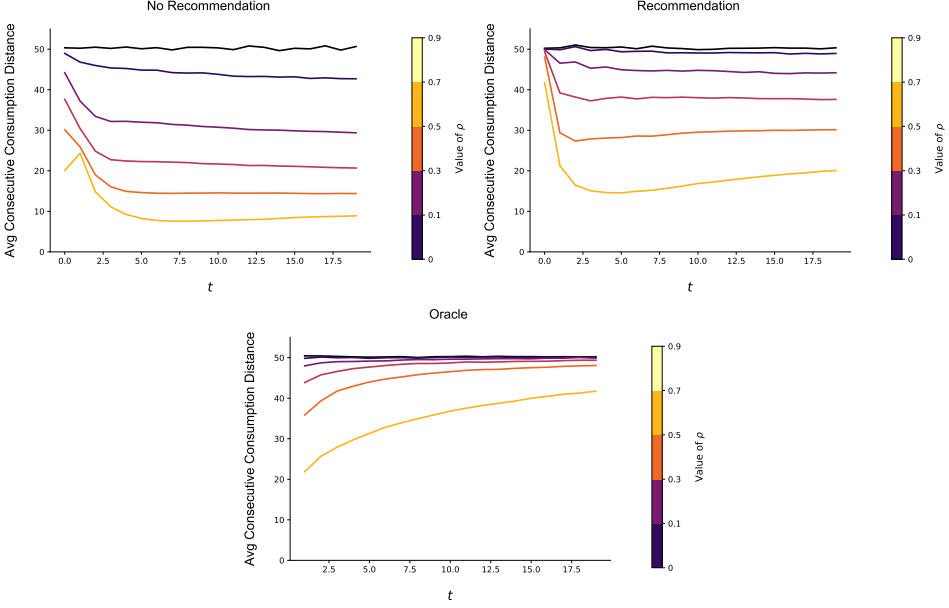 No Recommendation
Avg Consecutive Consumption Distance
50
40
30
20
10
0
0.0 2.5 5.0 7.5 10.0 12.5 15.0 17.5
t
0.9
0.7
0.5
0.3
0.1
0
Value of ρ
Recommendation
Avg Consecutive Consumption Distance
50
40
30
20
10
0
0.0 2.5 5.0 7.5 10.0 12.5 15.0 17.5
t
0.9
0.7
0.5
0.3
0.1
0
Value of ρ
Oracle
Avg Consecutive Consumption Distance
50
40
30
20
10
0
2.5 5.0 7.5 10.0 12.5 15.0 17.5
t
0.9
0.7
0.5
0.3
0.1
0
Value of ρ